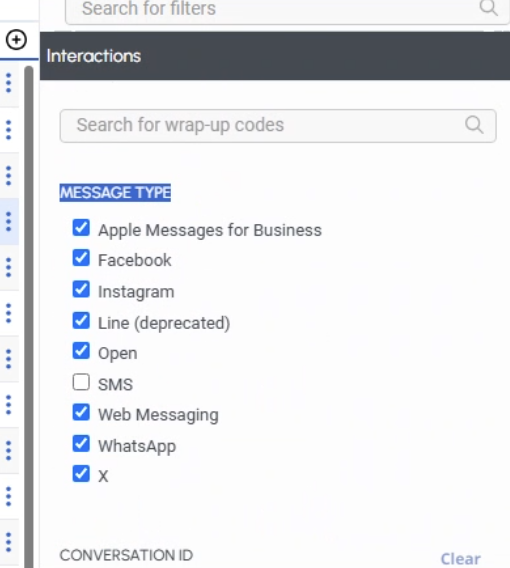 Search for filters
Interactions
Search for wrap-up codes
MESSAGE TYPE
Apple Messages for Business
Facebook
Instagram
Line (deprecated)
Open
SMS
Web Messaging
WhatsApp
X
CONVERSATION ID
Clear